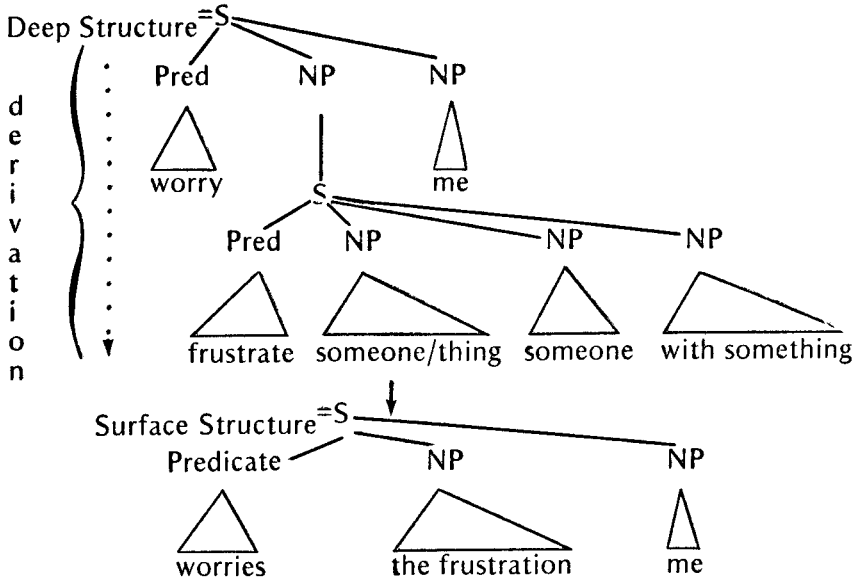 Deep Structure =S
Pred NP NP
derivation
worry me
S
Pred NP NP NP
frustrate someone/thing someone with something
Surface Structure =S
Predicate NP NP
worries the frustration me